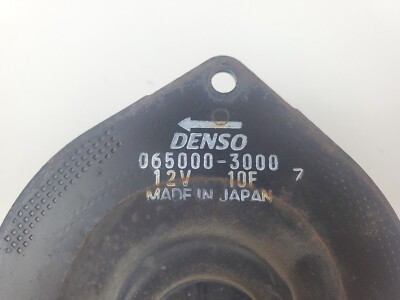 DENSO
065000-3000
12V 10F 7
MADE IN JAPAN